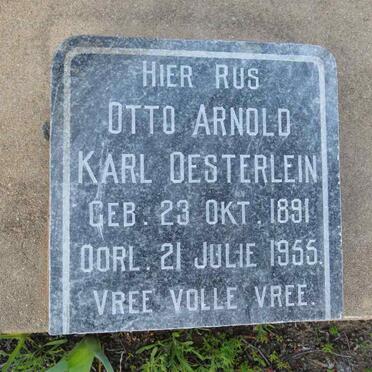 HIER RUS
OTTO ARNOLD
KARL OESTERLEIN
GEB. 23 OKT. 1891
OORL. 21 JULIE 1955.
VREE VOLLE VREE.